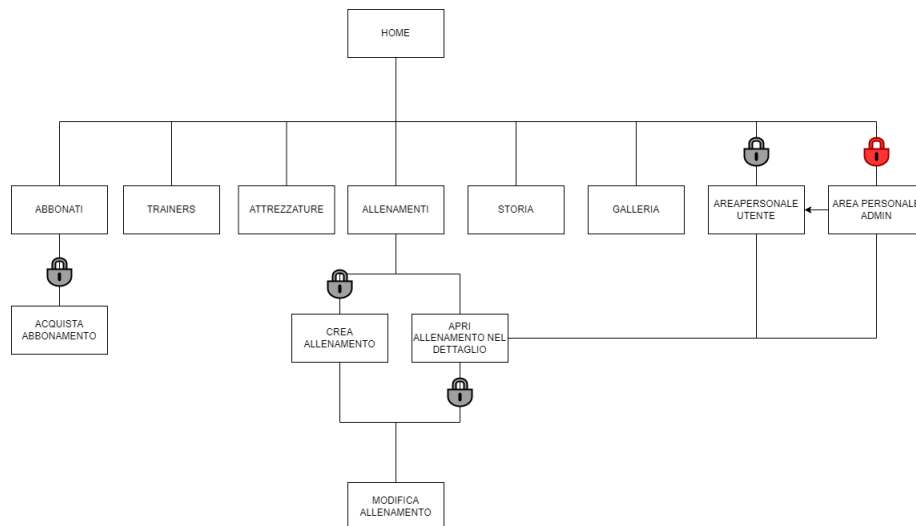 HOME
ABBONATI
TRAINERS
ATTREZZATURE
ALLENAMENTI
STORIA
GALLERIA
AREAPERSONALE
UTENTE
AREA PERSONALE
ADMIN
ACQUISTA
ABBONAMENTO
CREA
ALLENAMENTO
APRI
ALLENAMENTO NEL
DETTAGLIO
MODIFICA
ALLENAMENTO